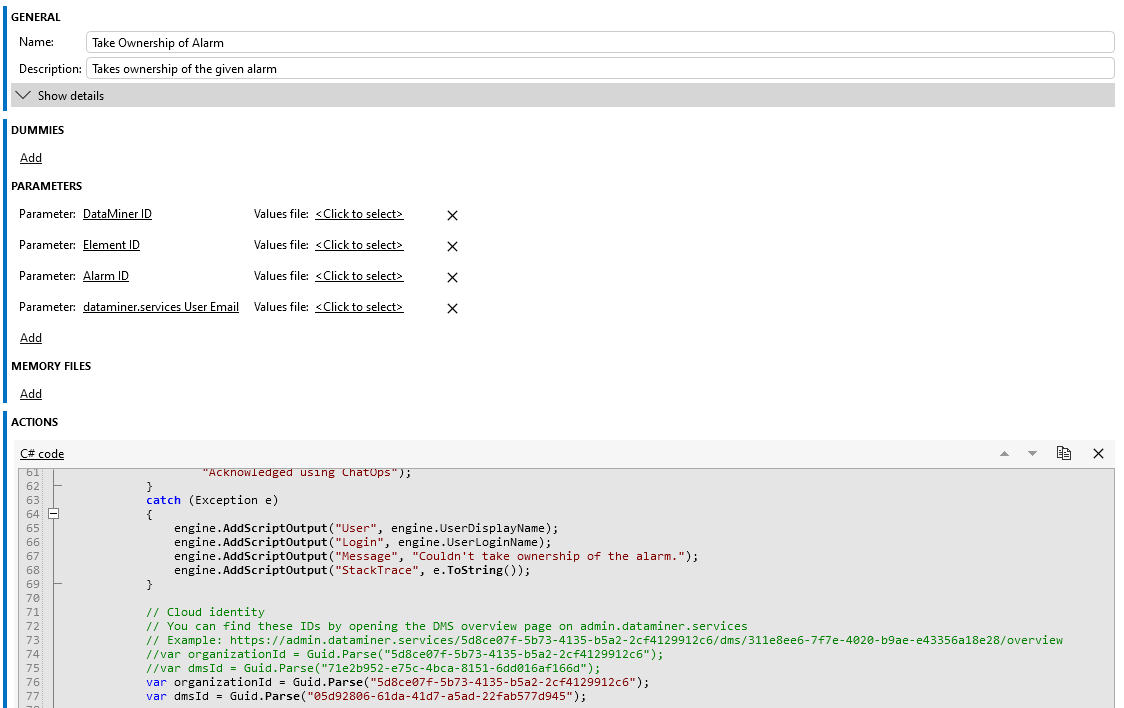 GENERAL
Name: Take Ownership of Alarm
Description: Takes ownership of the given alarm
Show details
DUMMIES
Add
PARAMETERS
Parameter: DataMiner ID Values file: <Click to select>
Parameter: Element ID Values file: <Click to select>
Parameter: Alarm ID Values file: <Click to select>
Parameter: dataminer.services User Email Values file: <Click to select>
Add
MEMORY FILES
Add
ACTIONS
C# code
61 "Acknowledged using ChatOps");
62 }
63 catch (Exception e)
64 {
65 engine.AddScriptOutput("User", engine.UserDisplayName);
66 engine.AddScriptOutput("Login", engine.UserLoginName);
67 engine.AddScriptOutput("Message", "Couldn't take ownership of the alarm.");
68 engine.AddScriptOutput("StackTrace", e.ToString());
69 }
70
71 // Cloud identity
72 // You can find these IDs by opening the DMS overview page on admin.dataminer.services
73 // Example: https://admin.dataminer.services/5d8ce07f-5b73-4135-b5a2-2cf4129912c6/dms/311e8ee6-7f7e-4020-b9ae-e43356a18e28/overview
74 //var organizationId = Guid.Parse("5d8ce07f-5b73-4135-b5a2-2cf4129912c6");
75 //var dmsId = Guid.Parse("71e2b952-e75c-4bca-8151-6dd016af166d");
76 var organizationId = Guid.Parse("5d8ce07f-5b73-4135-b5a2-2cf4129912c6");
77 var dmsId = Guid.Parse("05d92806-61da-41d7-a5ad-22fab577d945");